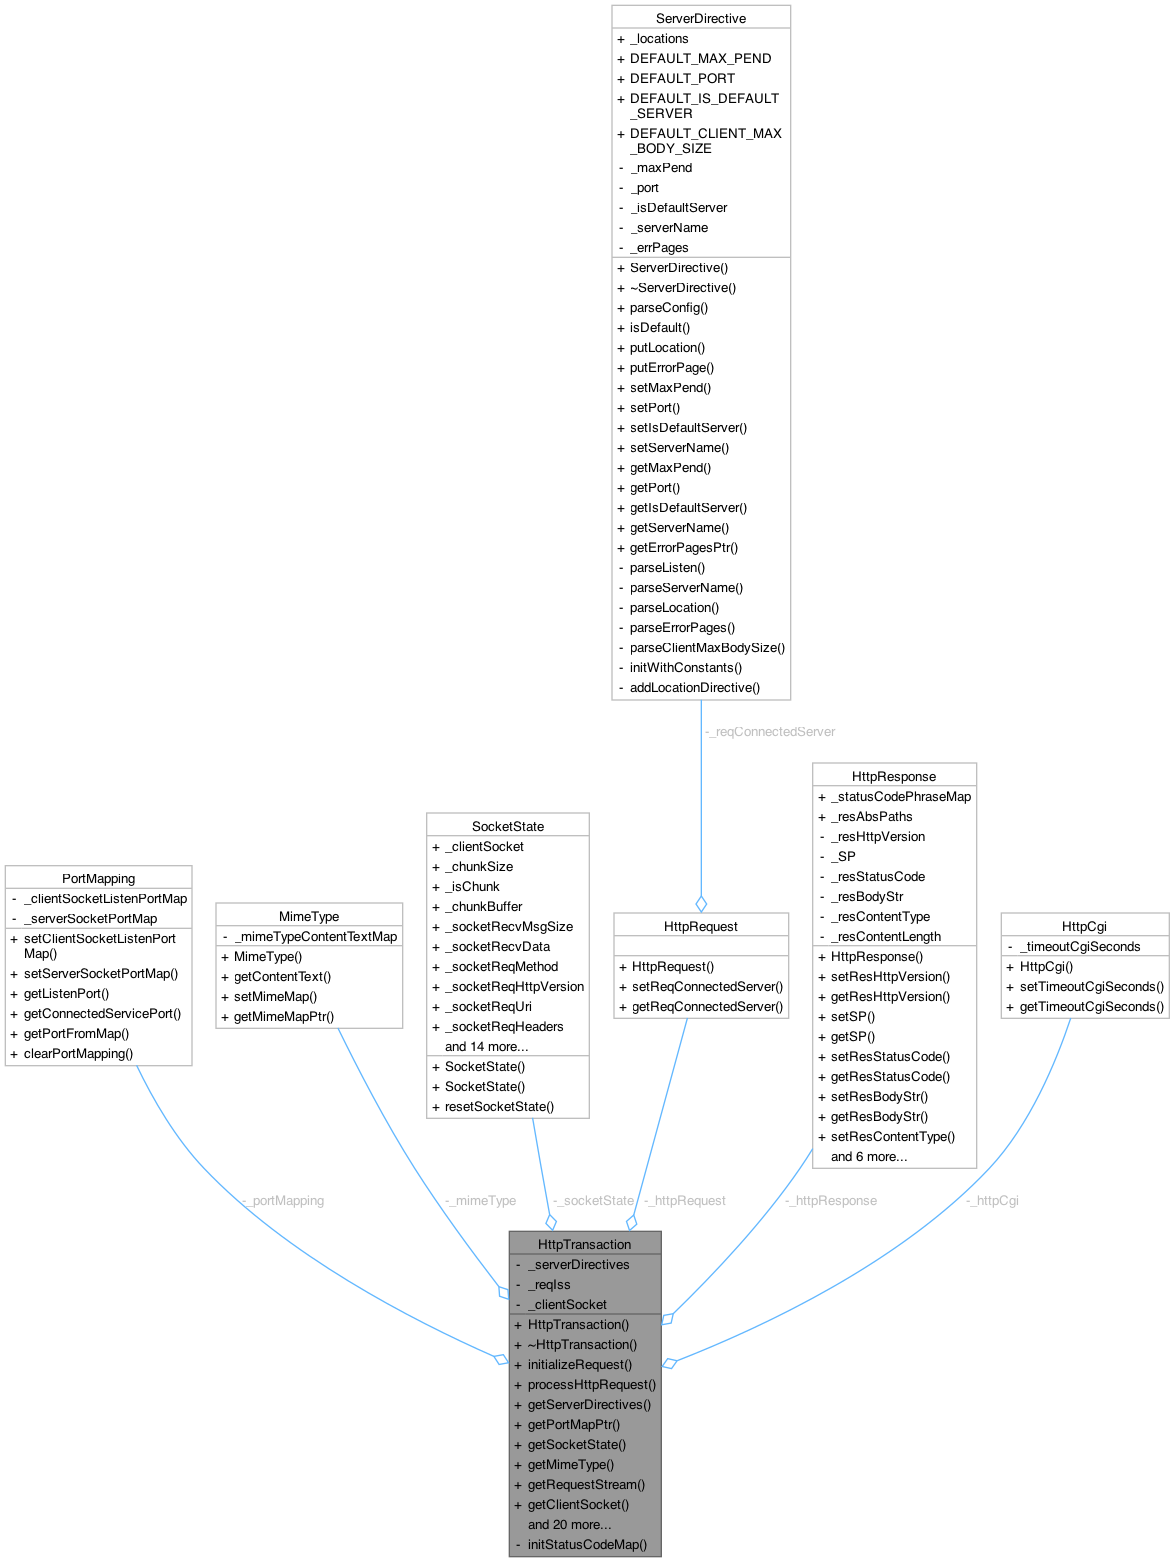 ServerDirective
+ _locations
+ DEFAULT_MAX_PEND
+ DEFAULT_PORT
+ DEFAULT_IS_DEFAULT
_SERVER
+ DEFAULT_CLIENT_MAX
_BODY_SIZE
- _maxPend
- _port
- _isDefaultServer
- _serverName
- _errPages
+ ServerDirective()
+ ~ServerDirective()
+ parseConfig()
+ isDefault()
+ putLocation()
+ putErrorPage()
+ setMaxPend()
+ setPort()
+ setIsDefaultServer()
+ setServerName()
+ getMaxPend()
+ getPort()
+ getIsDefaultServer()
+ getServerName()
+ getErrorPagesPtr()
- parseListen()
- parseServerName()
- parseLocation()
- parseErrorPages()
- parseClientMaxBodySize()
- initWithConstants()
- addLocationDirective()
-_reqConnectedServer
PortMapping
- _clientSocketListenPortMap
- _serverSocketPortMap
+ setClientSocketListenPort
Map()
+ setServerSocketPortMap()
+ getListenPort()
+ getConnectedServicePort()
+ getPortFromMap()
+ clearPortMapping()
MimeType
- _mimeTypeContentTextMap
+ MimeType()
+ getContentText()
+ setMimeMap()
+ getMimeMapPtr()
SocketState
+ _clientSocket
+ _chunkSize
+ _isChunk
+ _chunkBuffer
+ _socketRecvMsgSize
+ _socketRecvData
+ _socketReqMethod
+ _socketReqHttpVersion
+ _socketReqUri
+ _socketReqHeaders
and 14 more...
+ SocketState()
+ SocketState()
+ resetSocketState()
HttpRequest
+ HttpRequest()
+ setReqConnectedServer()
+ getReqConnectedServer()
HttpResponse
+ _statusCodePhraseMap
+ _resAbsPaths
- _resHttpVersion
- _SP
- _resStatusCode
- _resBodyStr
- _resContentType
- _resContentLength
+ HttpResponse()
+ setResHttpVersion()
+ getResHttpVersion()
+ setSP()
+ getSP()
+ setResStatusCode()
+ getResStatusCode()
+ setResBodyStr()
+ getResBodyStr()
+ setResContentType()
and 6 more...
HttpCgi
- _timeoutCgiSeconds
+ HttpCgi()
+ setTimeoutCgiSeconds()
+ getTimeoutCgiSeconds()
-_portMapping
-_mimeType
-_socketState
-_httpRequest
-_httpResponse
-_httpCgi
HttpTransaction
- _serverDirectives
- _reqIss
- _clientSocket
+ HttpTransaction()
+ ~HttpTransaction()
+ initializeRequest()
+ processHttpRequest()
+ getServerDirectives()
+ getPortMapPtr()
+ getSocketState()
+ getMimeType()
+ getRequestStream()
+ getClientSocket()
and 20 more...
- initStatusCodeMap()